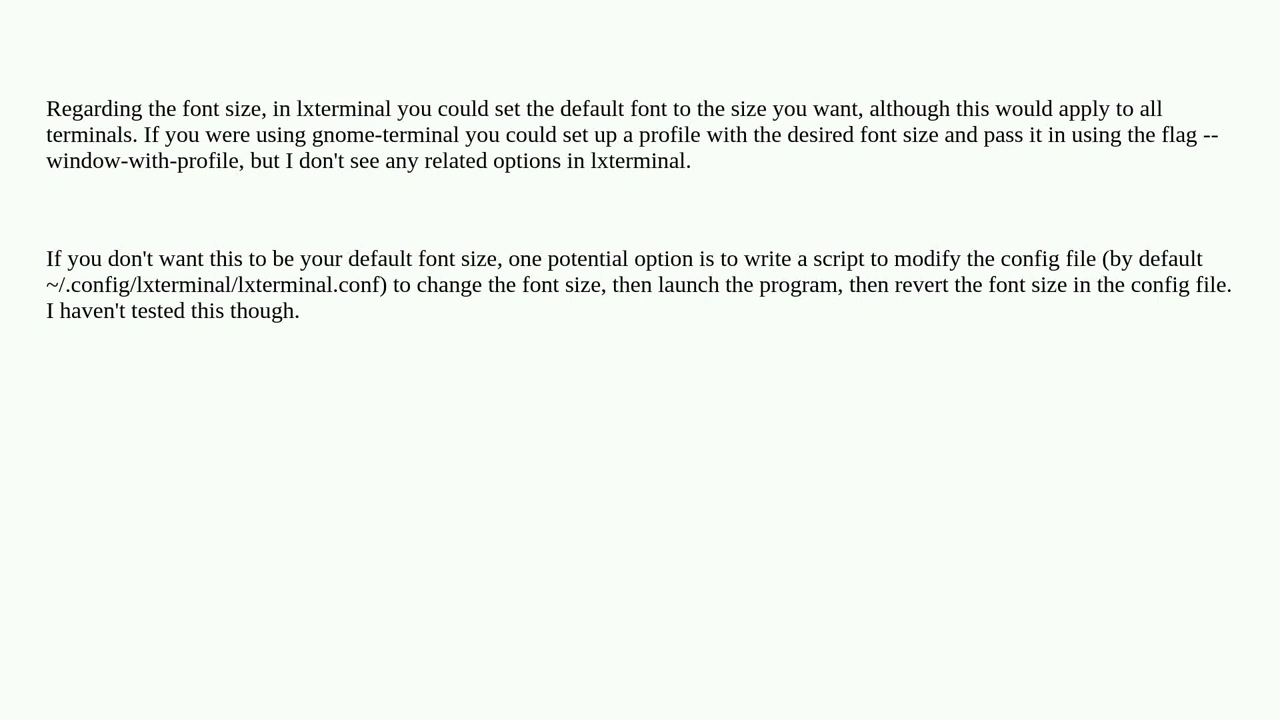 Regarding the font size, in lxterminal you could set the default font to the size you want, although this would apply to all
terminals. If you were using gnome-terminal you could set up a profile with the desired font size and pass it in using the flag --
window-with-profile, but I don't see any related options in lxterminal.
If you don't want this to be your default font size, one potential option is to write a script to modify the config file (by default
~/.config/lxterminal/lxterminal.conf) to change the font size, then launch the program, then revert the font size in the config file.
I haven't tested this though.